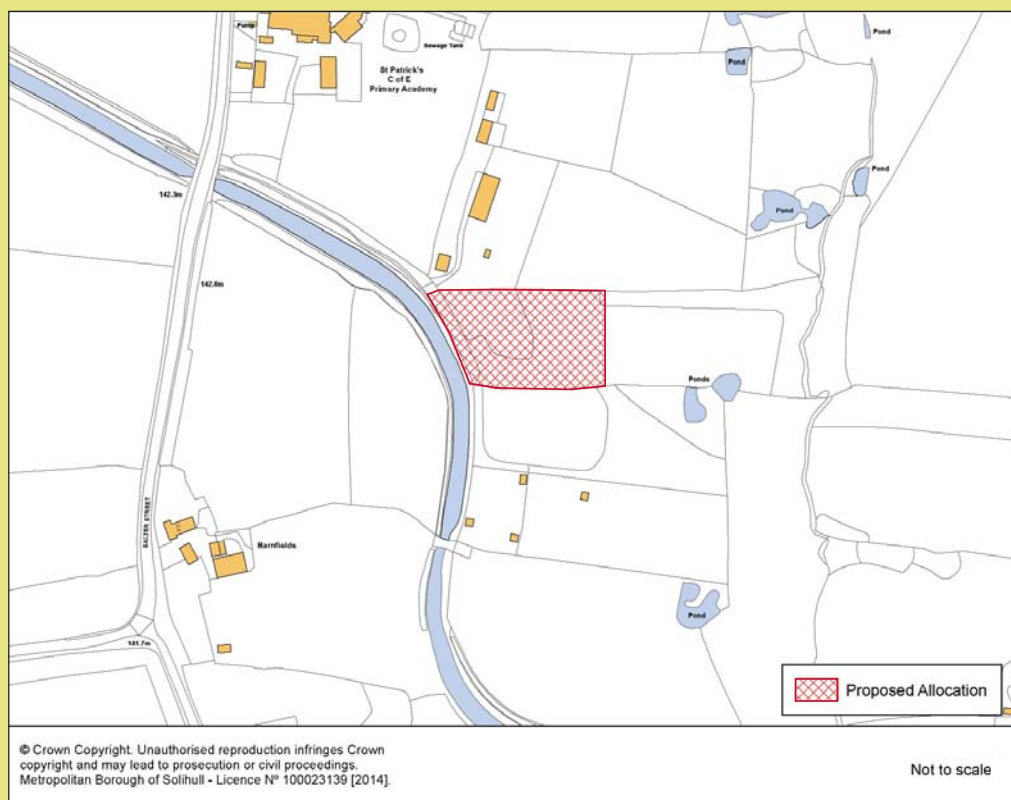 Pump
Sewage Tank
St Patrick's
C of E
Primary Academy
Pond
Pond
Pond
Pond
142.3m
142.8m
Ponds
SALTER STREET
Barnfields
Pond
141.7m
Proposed Allocation
© Crown Copyright. Unauthorised reproduction infringes Crown
copyright and may lead to prosecution or civil proceedings.
Metropolitan Borough of Solihull - Licence Nº 100023139 [2014].
Not to scale